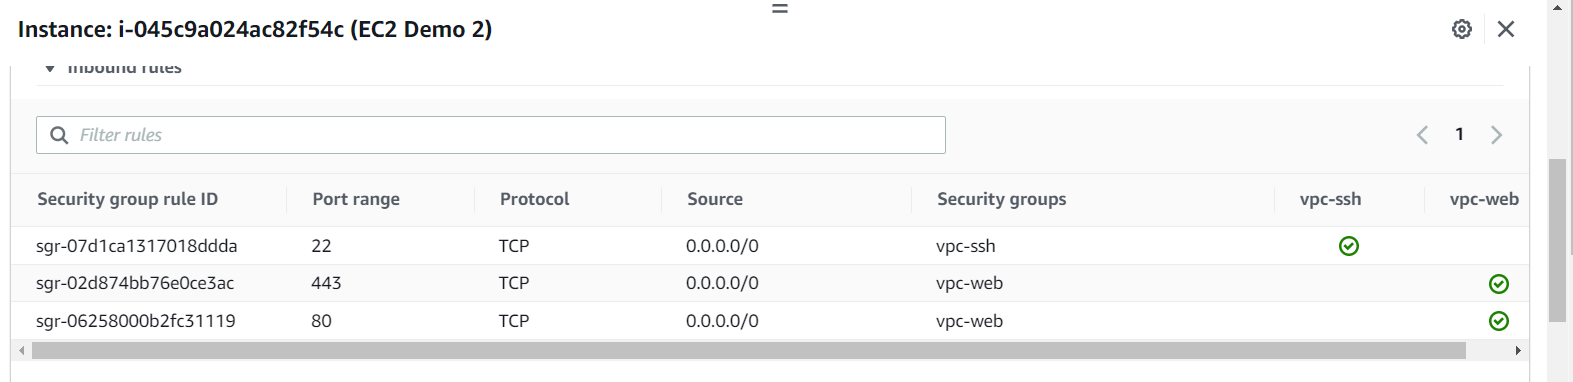 Instance: i-045c9a024ac82f54c (EC2 Demo 2)
Inbound rules
Filter rules
1
Security group rule ID Port range Protocol Source Security groups vpc-ssh vpc-web
sgr-07d1ca1317018ddda 22 TCP 0.0.0.0/0 vpc-ssh
sgr-02d874bb76e0ce3ac 443 TCP 0.0.0.0/0 vpc-web
sgr-06258000b2fc31119 80 TCP 0.0.0.0/0 vpc-web